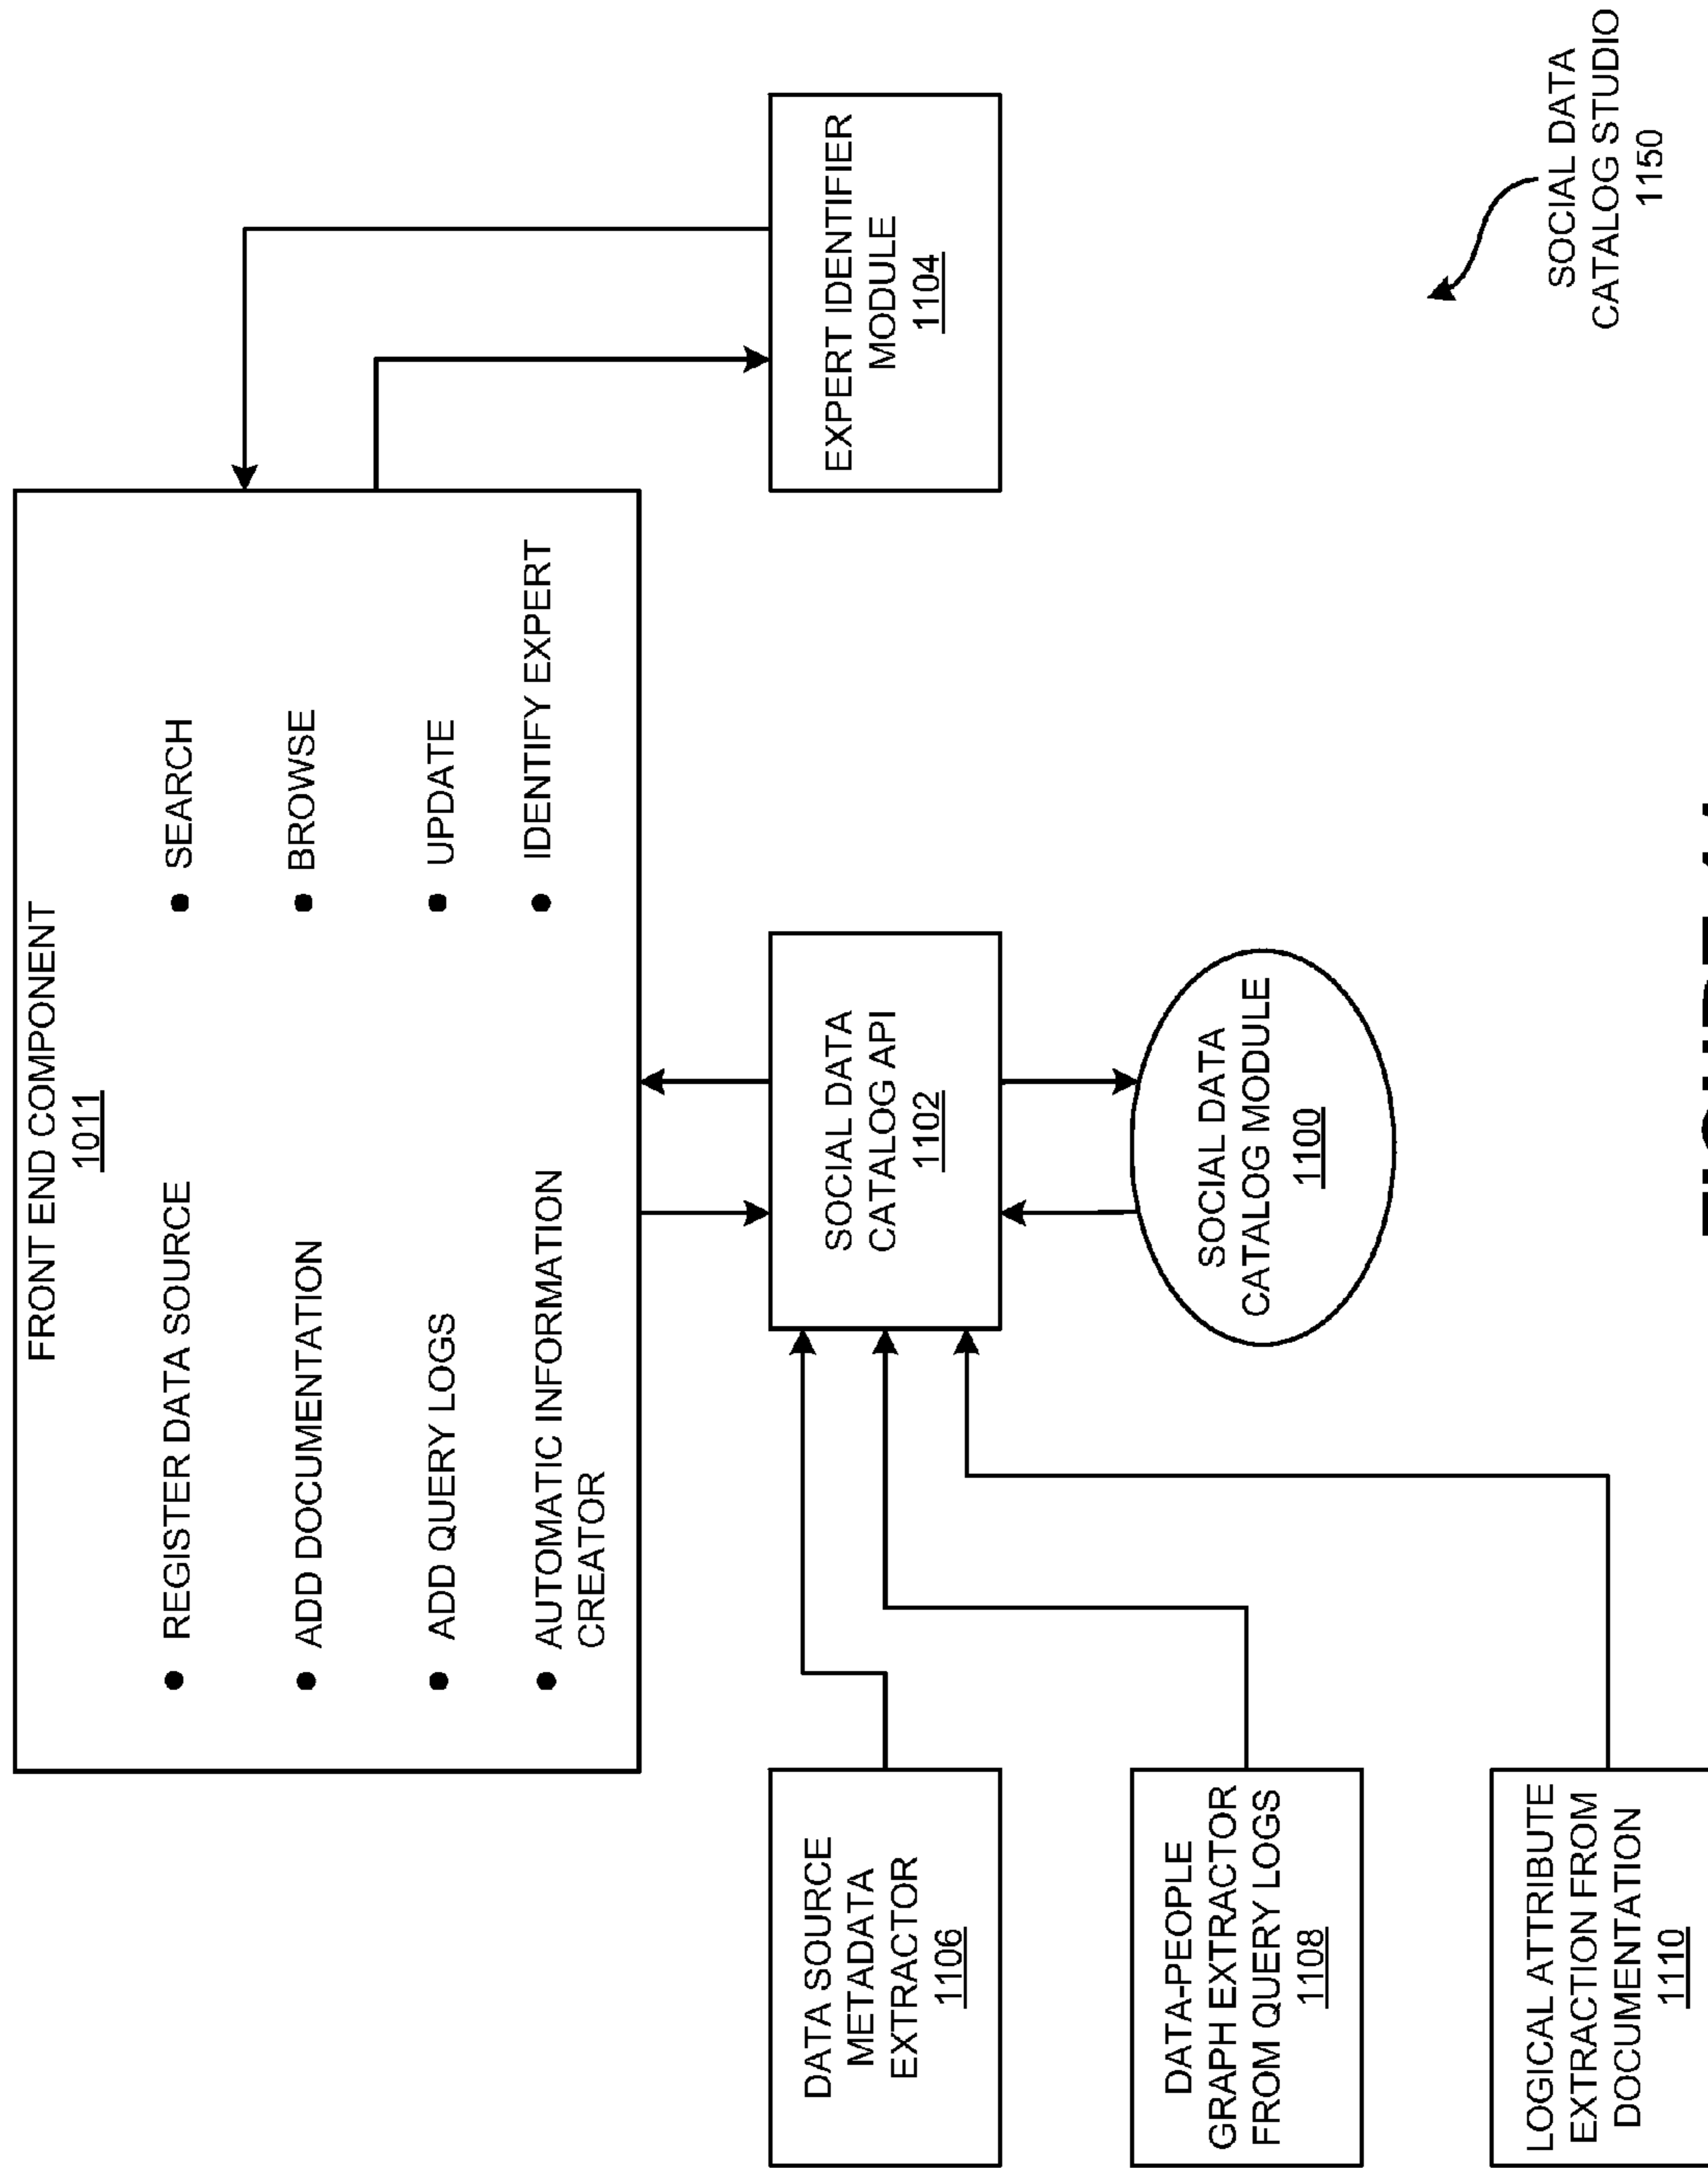 FRONT END COMPONENT
1011
● REGISTER DATA SOURCE
● ADD DOCUMENTATION
● ADD QUERY LOGS
● AUTOMATIC INFORMATION
CREATOR
● SEARCH
● BROWSE
● UPDATE
● IDENTIFY EXPERT
DATA SOURCE
METADATA
EXTRACTOR
1106
SOCIAL DATA
CATALOG API
1102
EXPERT IDENTIFIER
MODULE
1104
DATA-PEOPLE
GRAPH EXTRACTOR
FROM QUERY LOGS
1108
SOCIAL DATA
CATALOG MODULE
1100
LOGICAL ATTRIBUTE
EXTRACTION FROM
DOCUMENTATION
1110
SOCIAL DATA
CATALOG STUDIO
1150